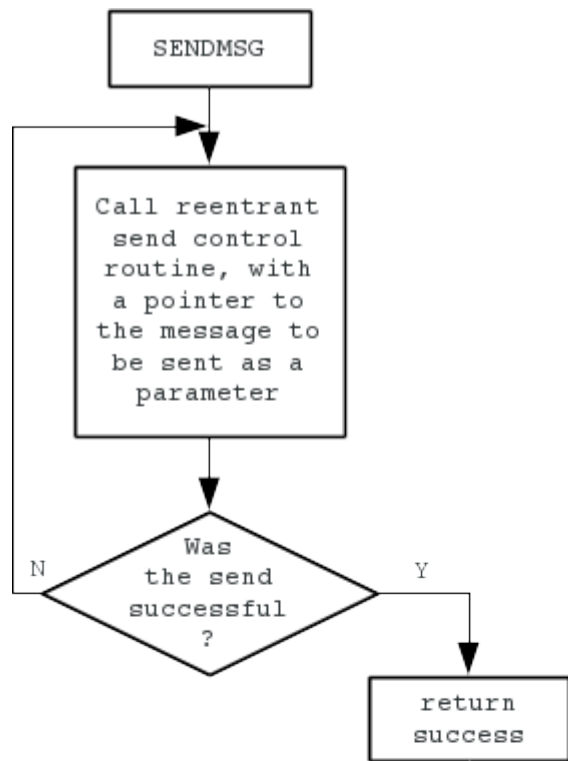 SENDMSG
Call reentrant
send control
routine, with
a pointer to
the message to
be sent as a
parameter
Was
the send
successful
?
N
Y
return
success